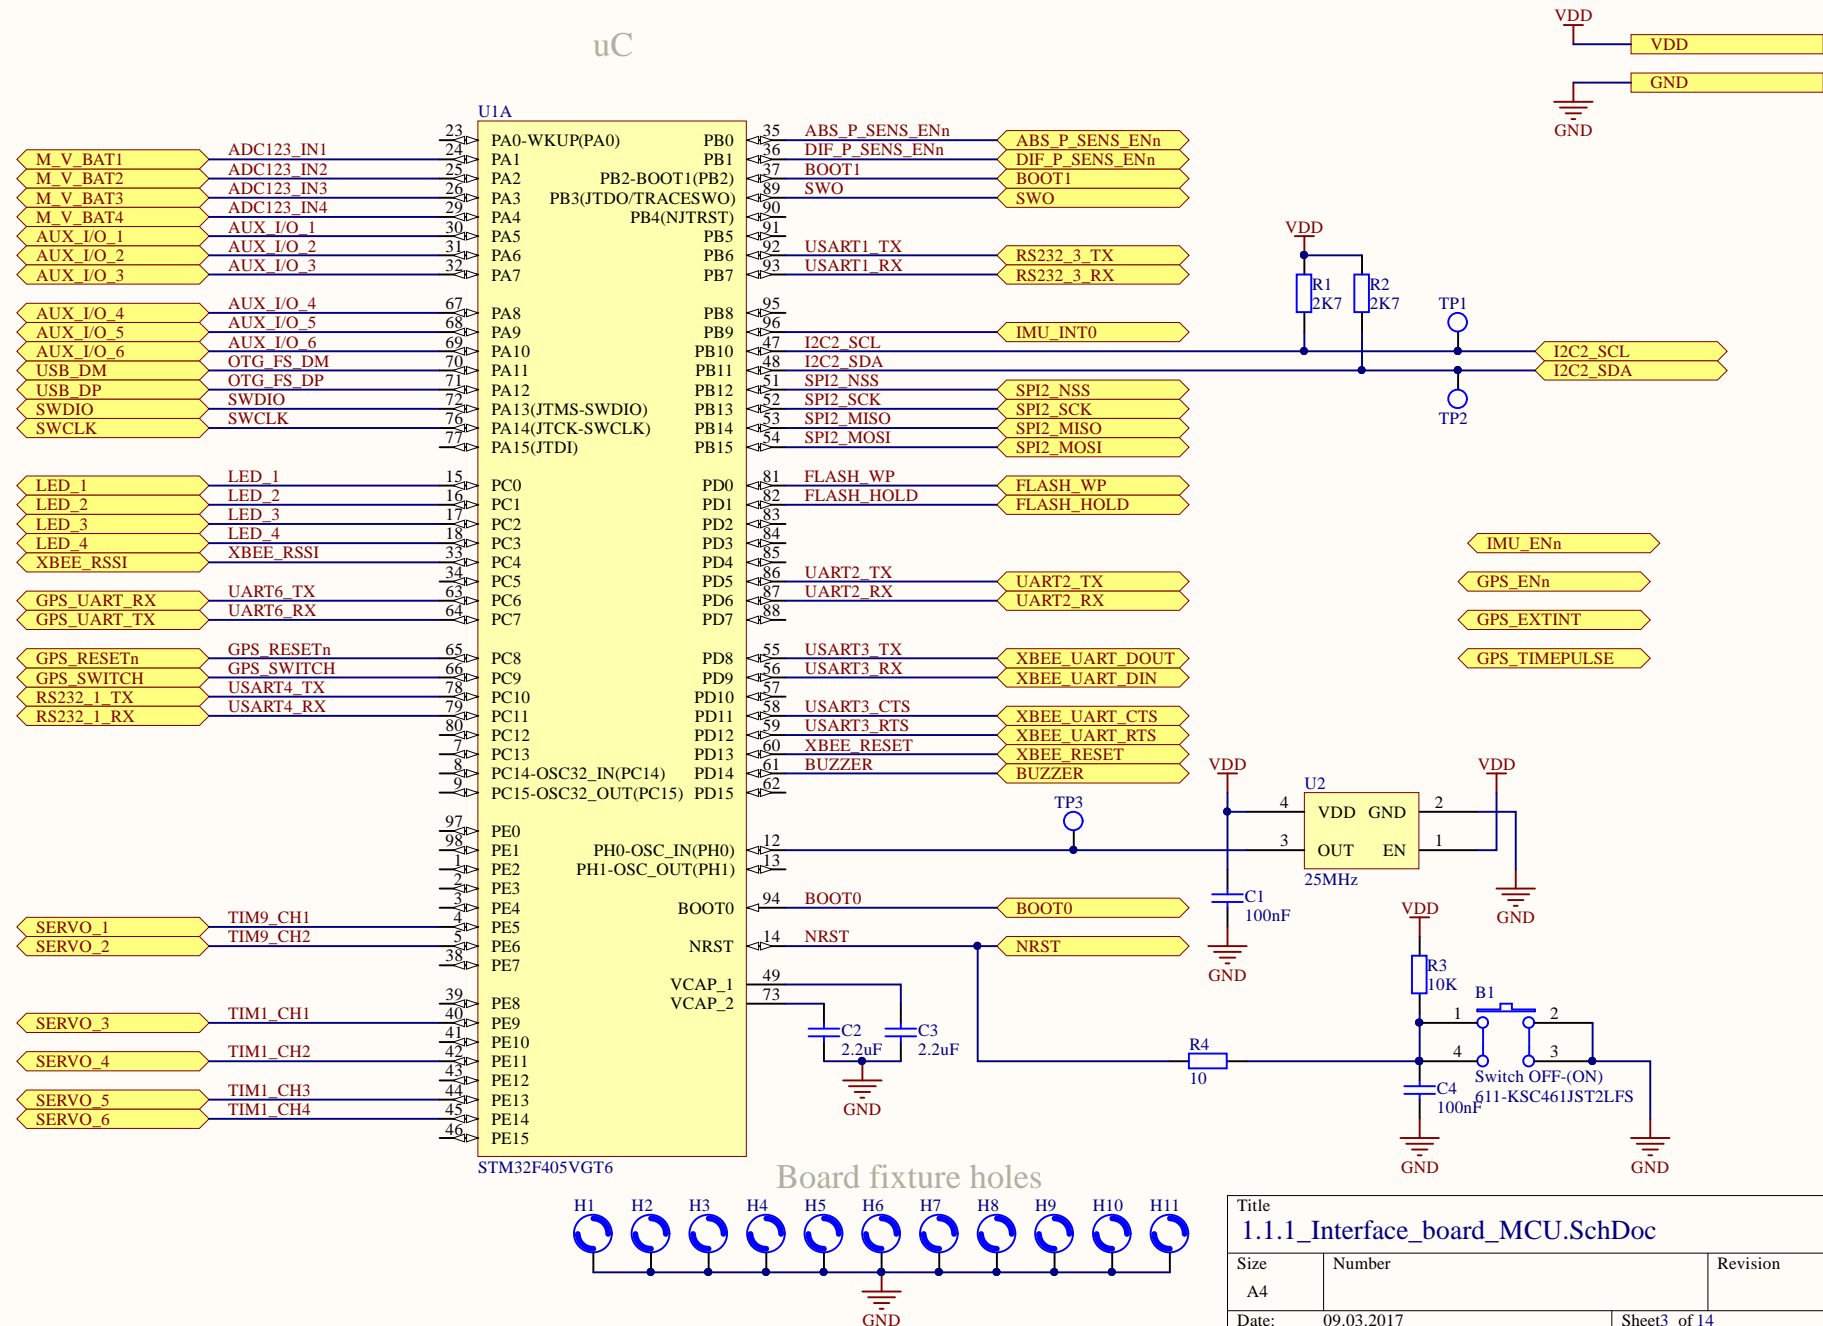 uC
VDD
VDD
GND
GND
U1A
M_V_BAT1 ADC123_IN1 24 PA1
M_V_BAT2 ADC123_IN2 25 PA2
M_V_BAT3 ADC123_IN3 26 PA3
M_V_BAT4 ADC123_IN4 29 PA4
AUX_I/O_1 AUX_I/O_1 30 PA5
AUX_I/O_2 AUX_I/O_2 31 PA6
AUX_I/O_3 AUX_I/O_3 32 PA7
23 PA0-WKUP(PA0)
AUX_I/O_4 AUX_I/O_4 67 PA8
AUX_I/O_5 AUX_I/O_5 68 PA9
AUX_I/O_6 AUX_I/O_6 69 PA10
USB_DM OTG_FS_DM 70 PA11
USB_DP OTG_FS_DP 71 PA12
SWDIO SWDIO 72 PA13(JTMS-SWDIO)
SWCLK SWCLK 76 PA14(JTCK-SWCLK)
77 PA15(JTDI)
LED_1 LED_1 15 PC0
LED_2 LED_2 16 PC1
LED_3 LED_3 17 PC2
LED_4 LED_4 18 PC3
XBEE_RSSI XBEE_RSSI 33 PC4
34 PC5
GPS_UART_RX UART6_TX 63 PC6
GPS_UART_TX UART6_RX 64 PC7
GPS_RESETn GPS_RESETn 65 PC8
GPS_SWITCH GPS_SWITCH 66 PC9
RS232_1_TX USART4_TX 78 PC10
RS232_1_RX USART4_RX 79 PC11
80 PC12
7 PC13
8 PC14-OSC32_IN(PC14)
9 PC15-OSC32_OUT(PC15)
97 PE0
98 PE1
1 PE2
2 PE3
3 PE4
SERVO_1 TIM9_CH1 4 PE5
SERVO_2 TIM9_CH2 5 PE6
38 PE7
39 PE8
SERVO_3 TIM1_CH1 40 PE9
41 PE10
SERVO_4 TIM1_CH2 42 PE11
43 PE12
SERVO_5 TIM1_CH3 44 PE13
SERVO_6 TIM1_CH4 45 PE14
46 PE15
STM32F405VGT6
PB0 35 ABS_P_SENS_ENn ABS_P_SENS_ENn
PB1 36 DIF_P_SENS_ENn DIF_P_SENS_ENn
PB2-BOOT1(PB2) 37 BOOT1 BOOT1
PB3(JTDO/TRACESWO) 89 SWO SWO
PB4(NJTRST) 90
PB5 91
PB6 92 USART1_TX RS232_3_TX
PB7 93 USART1_RX RS232_3_RX
PB8 95
PB9 96 IMU_INT0
PB10 47 I2C2_SCL I2C2_SCL
PB11 48 I2C2_SDA I2C2_SDA
PB12 51 SPI2_NSS SPI2_NSS
PB13 52 SPI2_SCK SPI2_SCK
PB14 53 SPI2_MISO SPI2_MISO
PB15 54 SPI2_MOSI SPI2_MOSI
VDD
R1 R2
2K7 2K7
TP1
TP2
PD0 81 FLASH_WP FLASH_WP
PD1 82 FLASH_HOLD FLASH_HOLD
PD2 83
PD3 84
PD4 85
PD5 86 UART2_TX UART2_TX
PD6 87 UART2_RX UART2_RX
PD7 88
PD8 55 USART3_TX XBEE_UART_DOUT
PD9 56 USART3_RX XBEE_UART_DIN
PD10 57
PD11 58 USART3_CTS XBEE_UART_CTS
PD12 59 USART3_RTS XBEE_UART_RTS
PD13 60 XBEE_RESET XBEE_RESET
PD14 61 BUZZER BUZZER
PD15 62
IMU_ENn
GPS_ENn
GPS_EXTINT
GPS_TIMEPULSE
PH0-OSC_IN(PH0) 12
PH1-OSC_OUT(PH1) 13
TP3
VDD
VDD
U2
4 VDD GND 2
3 OUT EN 1
25MHz
C1
100nF
GND
GND
BOOT0 94 BOOT0 BOOT0
NRST 14 NRST NRST
VCAP_1 49
VCAP_2 73
C2 C3
2.2uF 2.2uF
GND
VDD
R3
10K
B1
1 2
4 3
R4
10
Switch OFF-(ON)
611-KSC461JST2LFS
C4
100nF
GND
GND
Board fixture holes
H1 H2 H3 H4 H5 H6 H7 H8 H9 H10 H11
GND
Title
1.1.1_Interface_board_MCU.SchDoc
Size Number Revision
A4
Date: 09.03.2017 Sheet3 of 14